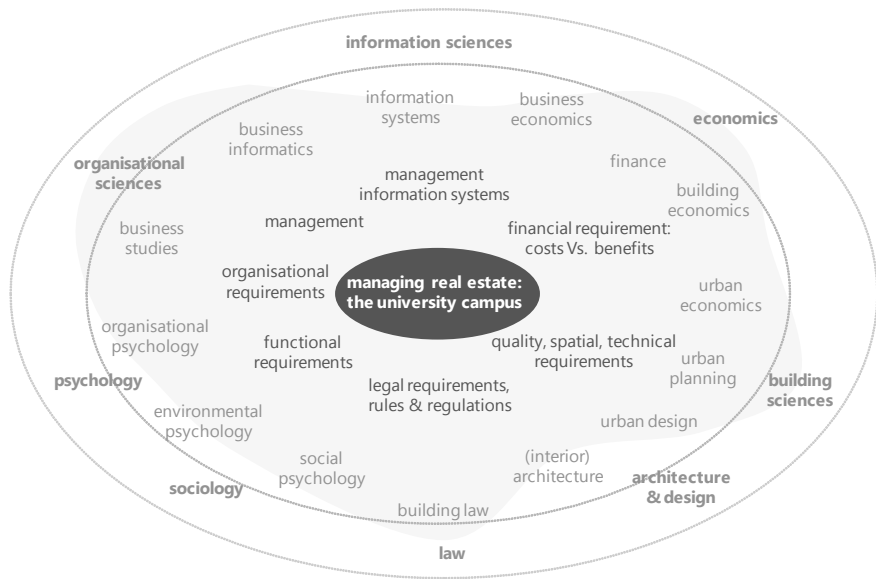 information sciences
information
systems
business
economics
economics
business
informatics
organisational
sciences
finance
management
information systems
building
economics
management
business
studies
financial requirement:
costs Vs. benefits
organisational
requirements
managing real estate:
the university campus
urban
economics
organisational
psychology
functional
requirements
quality, spatial, technical
requirements
urban
planning
psychology
legal requirements,
rules & regulations
building
sciences
environmental
psychology
urban design
social
psychology
(interior)
architecture
sociology
architecture
& design
building law
law